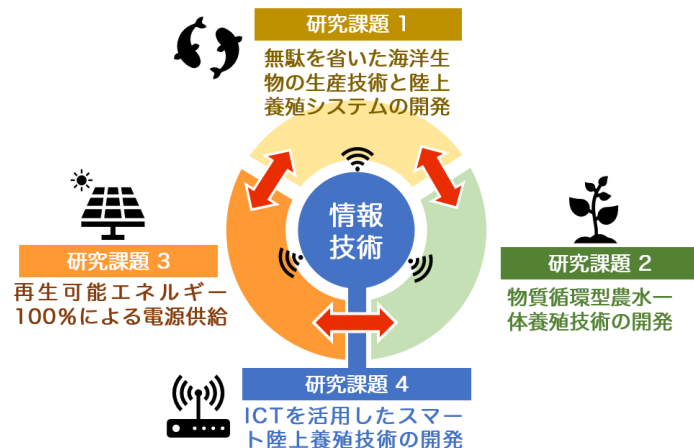 研究課題 1
無駄を省いた海洋生
物の生産技術と陸上
養殖システムの開発
情報
技術
研究課題 3
再生可能エネルギー
100%による電源供給
研究課題 2
物質循環型農水一
体養殖技術の開発
研究課題 4
ICTを活用したスマー
ト陸上養殖技術の開発